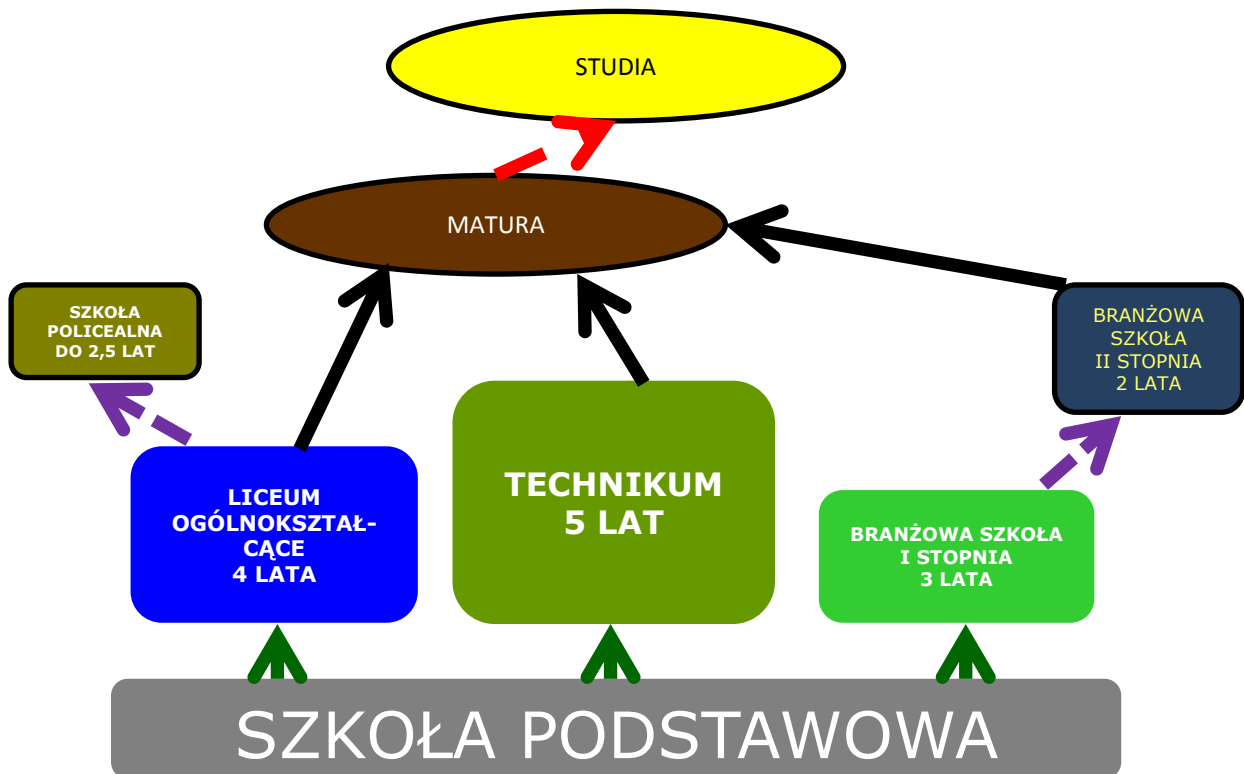 STUDIA
MATURA
SZKOŁA
POLICEALNA
DO 2,5 LAT
BRANŻOWA
SZKOŁA
II STOPNIA
2 LATA
LICEUM
OGÓLNOKSZTAŁ-
CĄCE
4 LATA
TECHNIKUM
5 LAT
BRANŻOWA SZKOŁA
I STOPNIA
3 LATA
SZKOŁA PODSTAWOWA